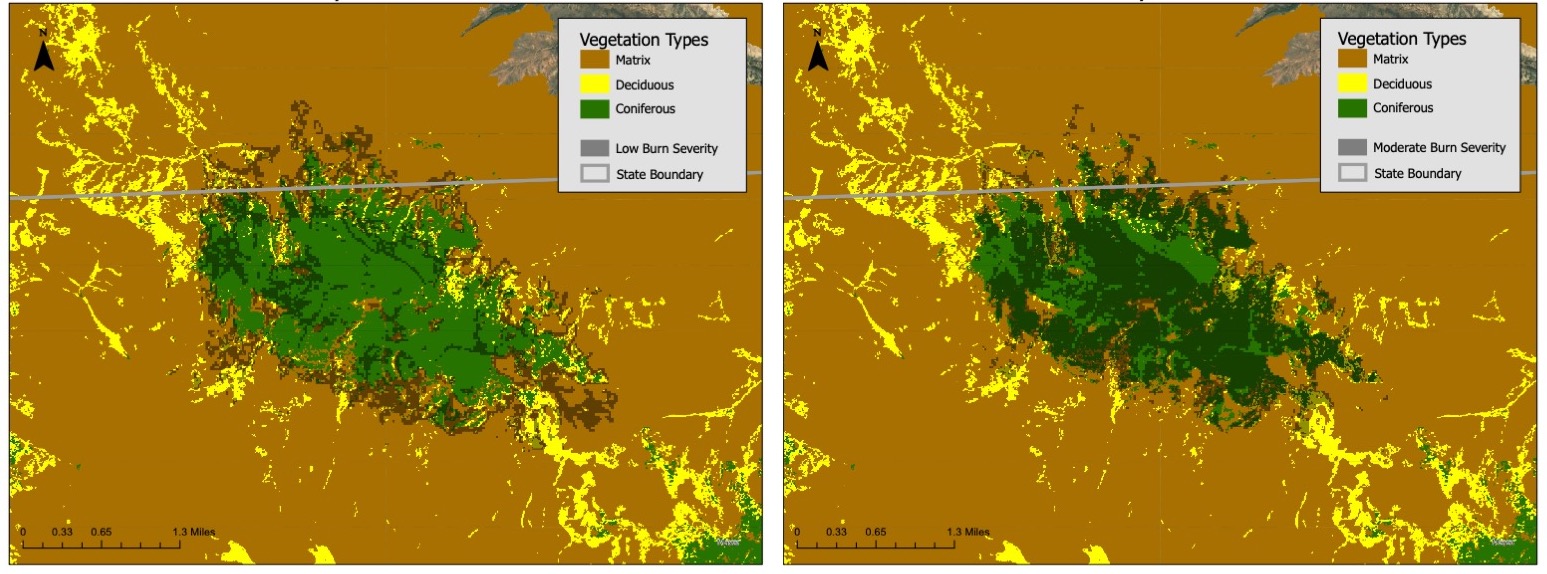 N
Vegetation Types
Matrix
Deciduous
Coniferous
Low Burn Severity
State Boundary
0 0.33 0.65 1.3 Miles
N
Vegetation Types
Matrix
Deciduous
Coniferous
Moderate Burn Severity
State Boundary
0 0.33 0.65 1.3 Miles